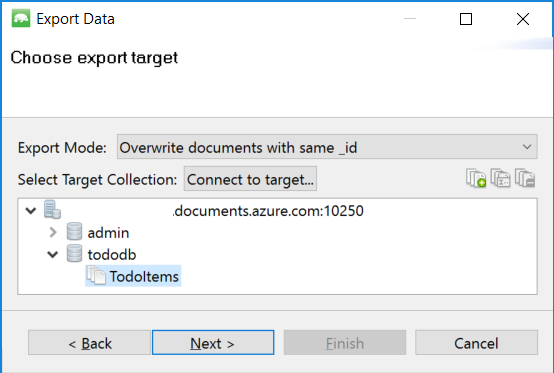 Export Data
Choose export target
Export Mode: Overwrite documents with same _id
Select Target Collection: Connect to target...
.documents.azure.com:10250
admin
tododb
TodoItems
< Back Next > Finish Cancel